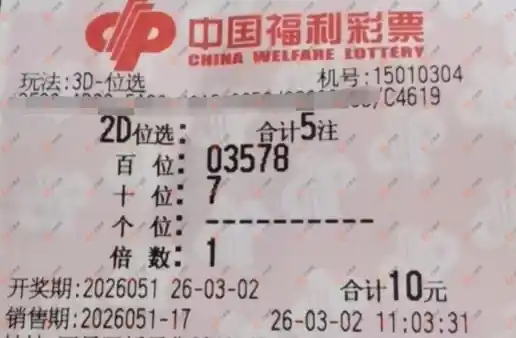 中国福利彩票
CHINA WELFARE LOTTERY
玩法:3D-位选 机号:15010304
/C4619
2D位选: 合计5注
百 位: 03578
十 位: 7
个 位: -----------
倍 数: 1
开奖期:2026051 26-03-02 合计10元
销售期:2026051-17 26-03-02 11:03:31